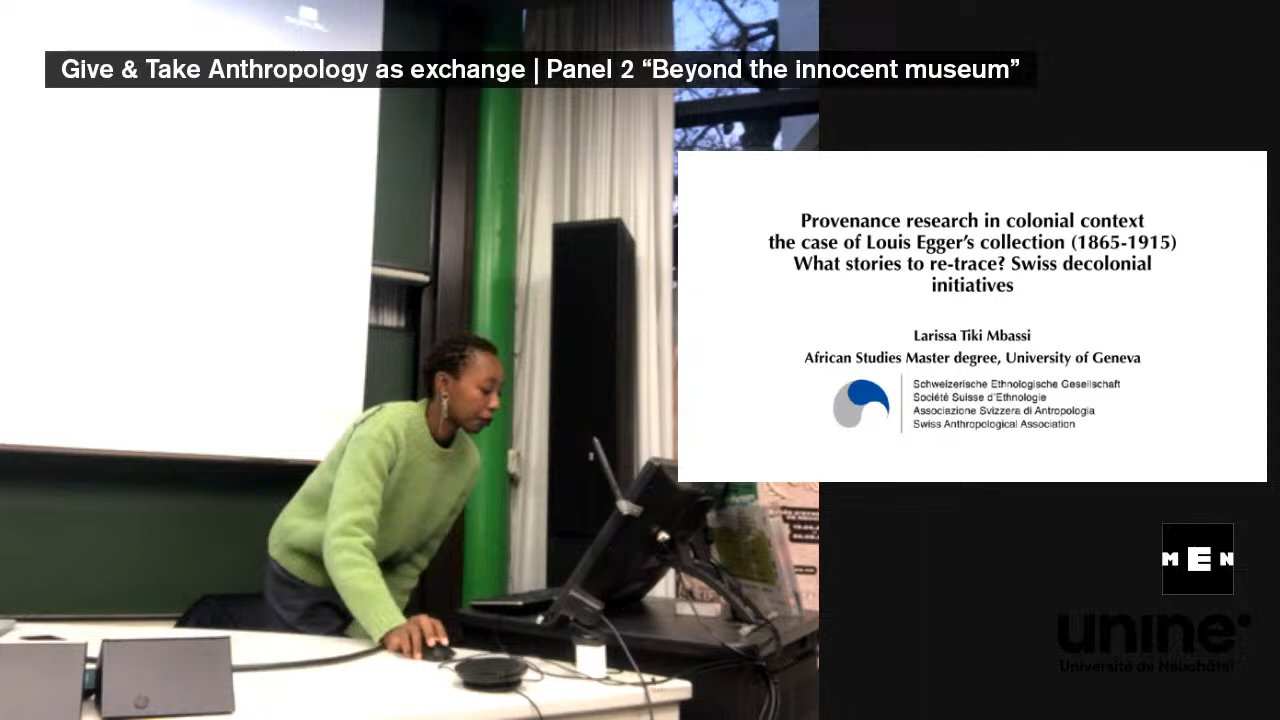 Give & Take Anthropology as exchange | Panel 2 “Beyond the innocent museum”
Provenance research in colonial context
the case of Louis Egger’s collection (1865-1915)
What stories to re-trace? Swiss decolonial
initiatives
Larissa Tiki Mbassi
African Studies Master degree, University of Geneva
Schweizerische Ethnologische Gesellschaft
Société Suisse d’Ethnologie
Associazione Svizzera di Antropologia
Swiss Anthropological Association
MEN
unine
Université de Neuchâtel